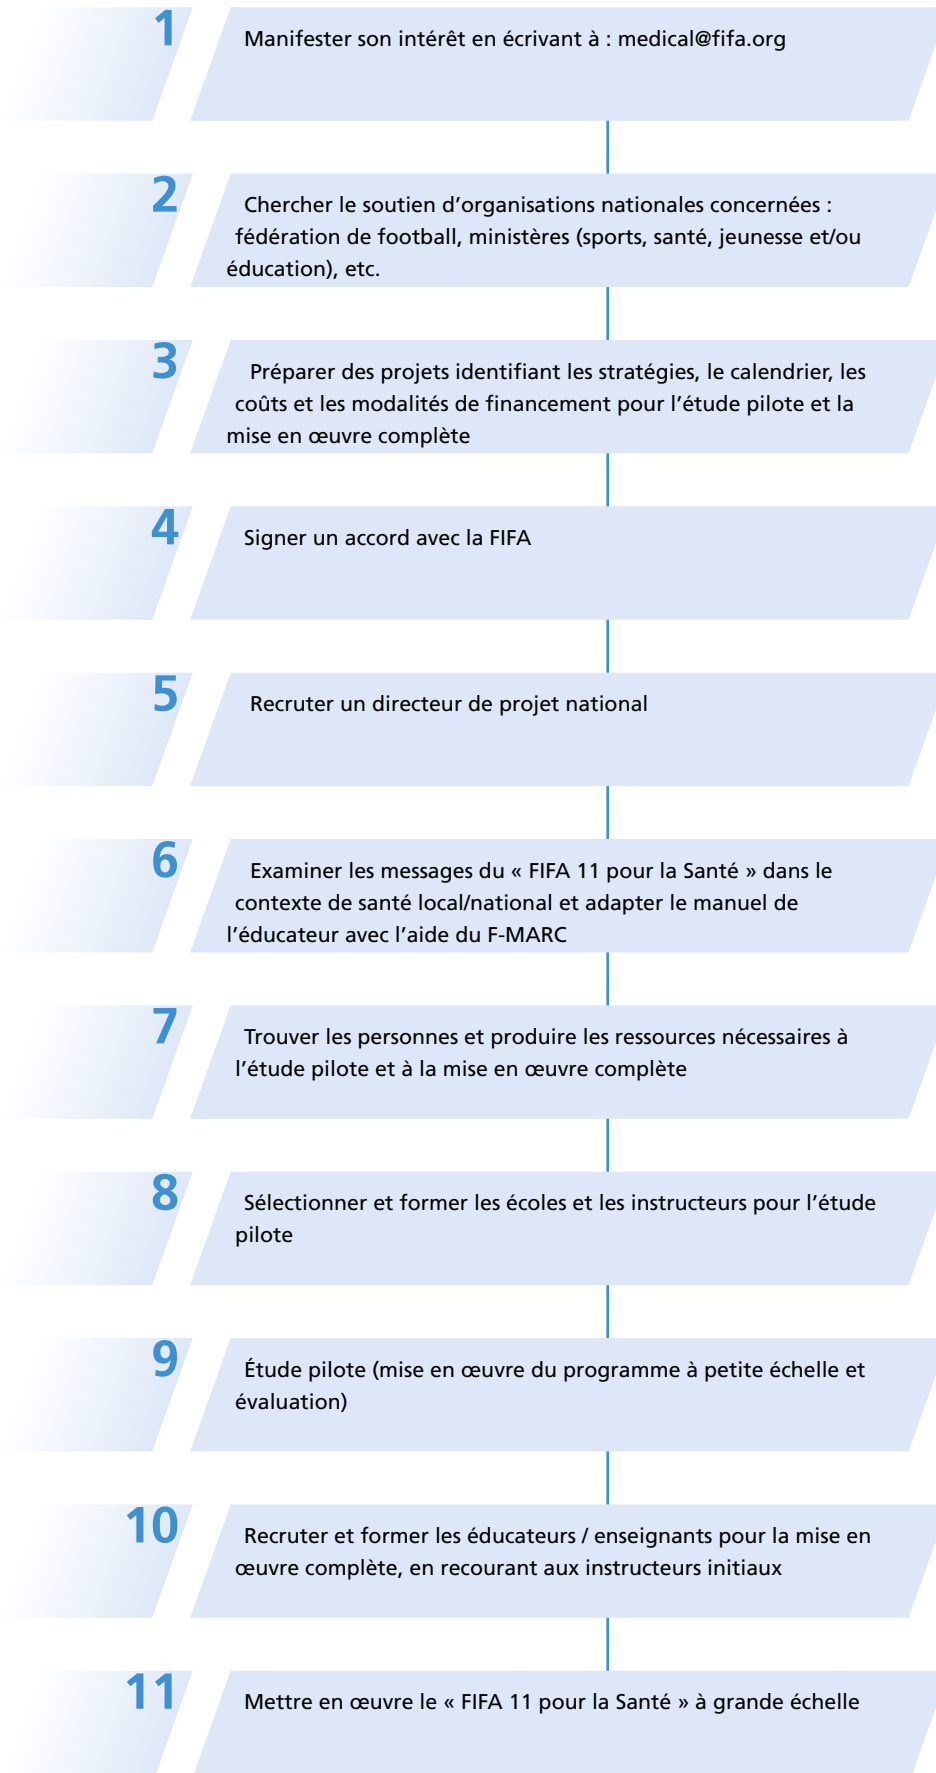 1
Manifester son intérêt en écrivant à : medical@fifa.org
2
Chercher le soutien d’organisations nationales concernées :
fédération de football, ministères (sports, santé, jeunesse et/ou
éducation), etc.
3
Préparer des projets identifiant les stratégies, le calendrier, les
coûts et les modalités de financement pour l’étude pilote et la
mise en œuvre complète
4
Signer un accord avec la FIFA
5
Recruter un directeur de projet national
6
Examiner les messages du « FIFA 11 pour la Santé » dans le
contexte de santé local/national et adapter le manuel de
l’éducateur avec l’aide du F-MARC
7
Trouver les personnes et produire les ressources nécessaires à
l’étude pilote et à la mise en œuvre complète
8
Sélectionner et former les écoles et les instructeurs pour l’étude
pilote
9
Étude pilote (mise en œuvre du programme à petite échelle et
évaluation)
10
Recruter et former les éducateurs / enseignants pour la mise en
œuvre complète, en recourant aux instructeurs initiaux
11
Mettre en œuvre le « FIFA 11 pour la Santé » à grande échelle